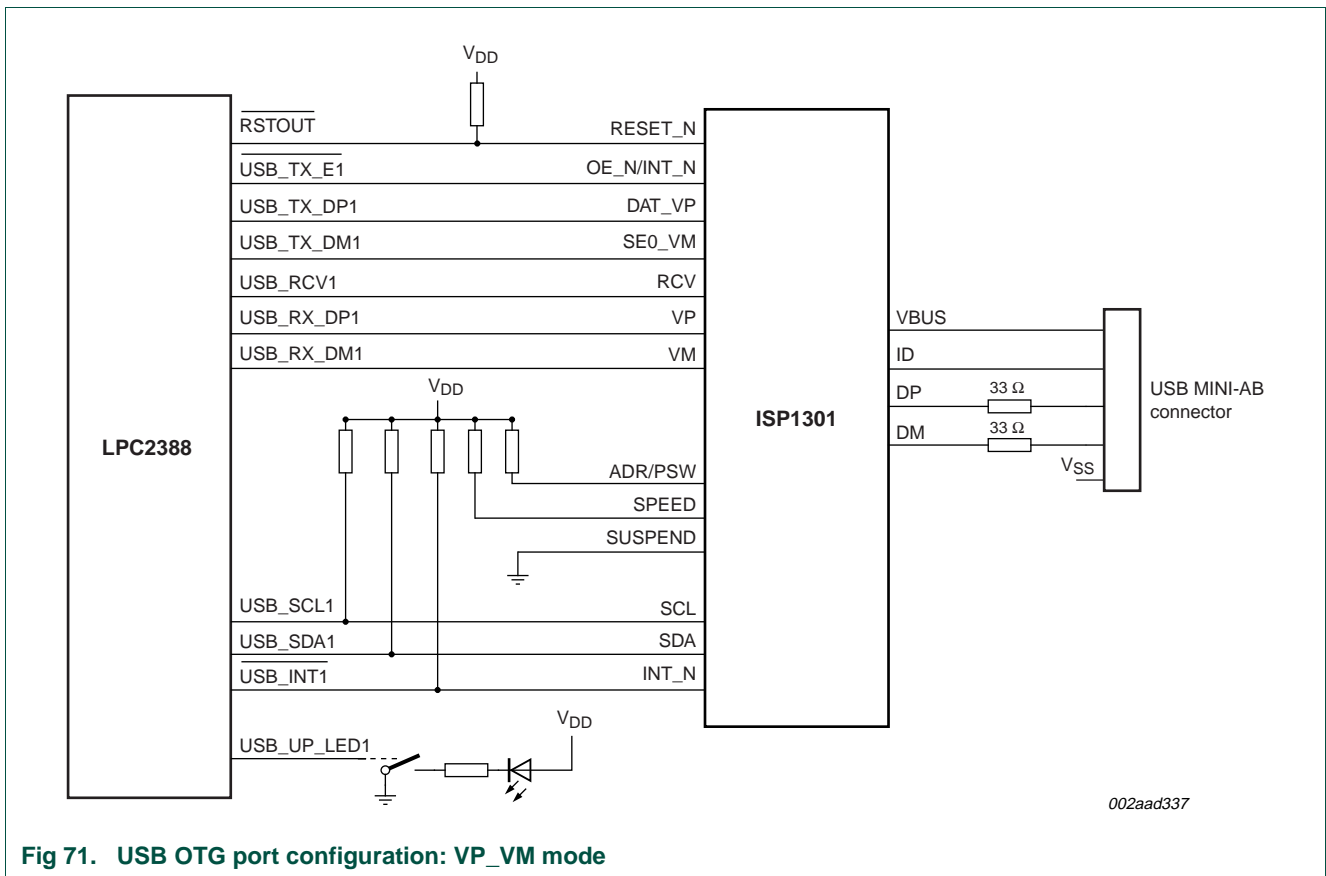 VDD
RSTOUT RESET_N
USB_TX_E1 OE_N/INT_N
USB_TX_DP1 DAT_VP
USB_TX_DM1 SE0_VM
USB_RCV1 RCV
USB_RX_DP1 VP
USB_RX_DM1 VM
VBUS
ID
DP 33 Ω
DM 33 Ω
VSS
USB MINI-AB
connector
LPC2388
ISP1301
VDD
ADR/PSW
SPEED
SUSPEND
USB_SCL1 SCL
USB_SDA1 SDA
USB_INT1 INT_N
VDD
USB_UP_LED1
002aad337
Fig 71. USB OTG port configuration: VP_VM mode